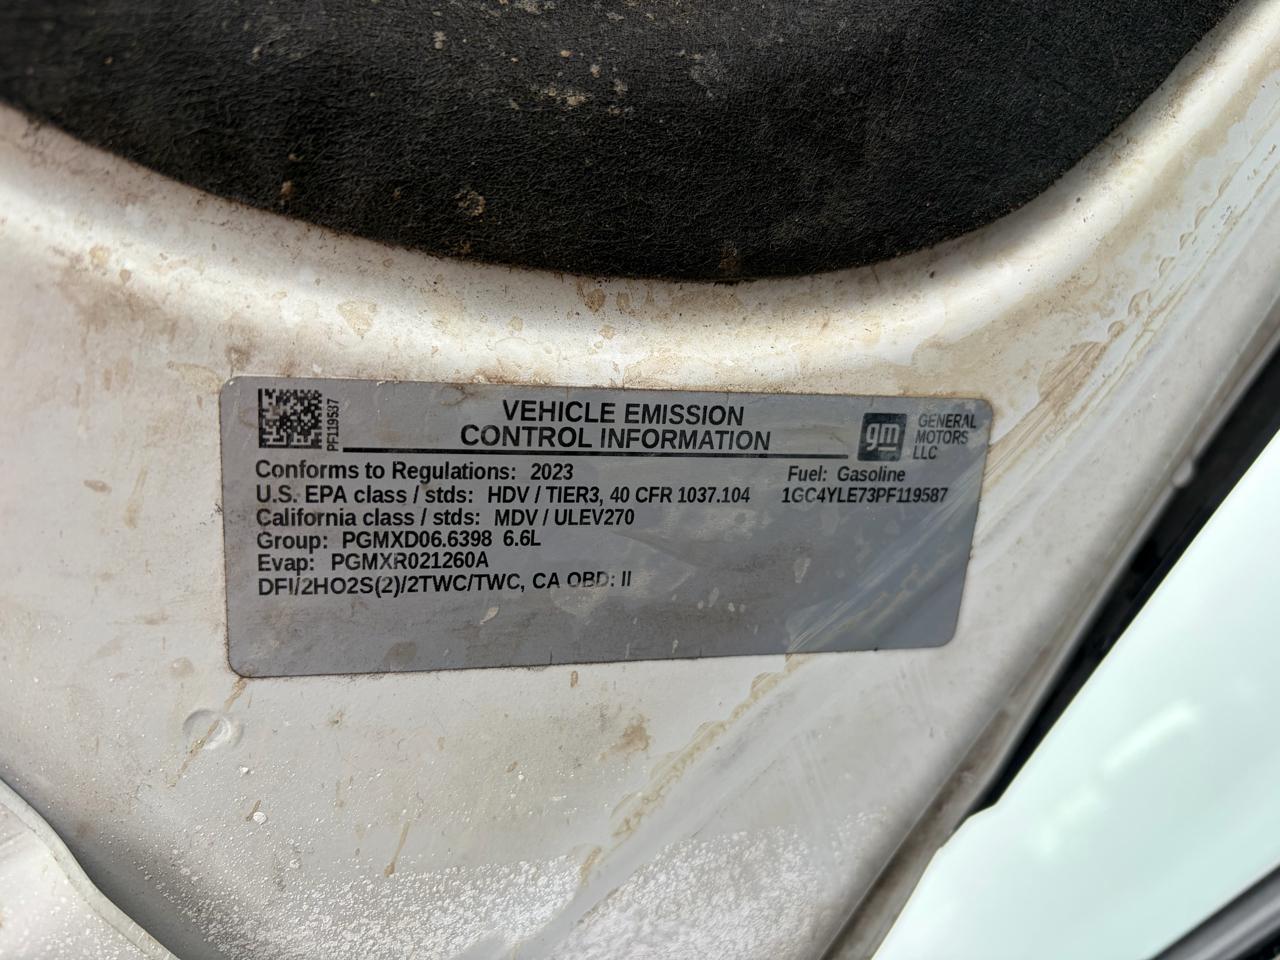 VEHICLE EMISSION
CONTROL INFORMATION
PF119587
gm
GENERAL
MOTORS
LLC
Conforms to Regulations: 2023
Fuel: Gasoline
U.S. EPA class / stds: HDV / TIER3, 40 CFR 1037.104
1GC4YLE73PF119587
California class / stds: MDV / ULEV270
Group: PGMXD06.6398 6.6L
Evap: PGMXR021260A
DFI/2HO2S(2)/2TWC/TWC, CA OBD: II